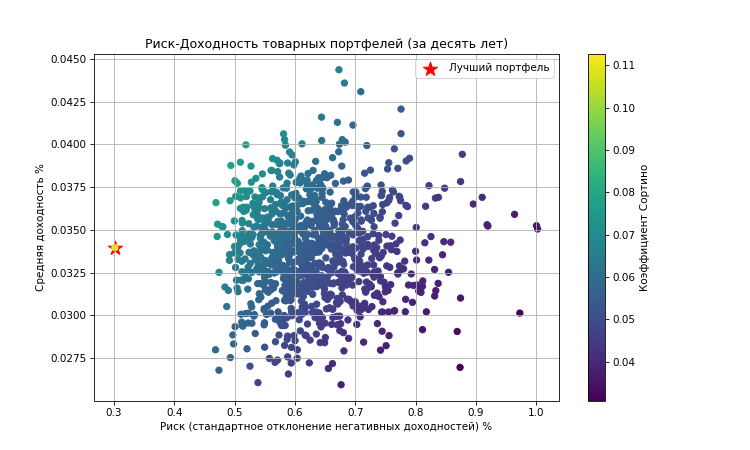 Риск-Доходность товарных портфелей (за десять лет)
Лучший портфель
Средняя доходность %
0.0450
0.0425
0.0400
0.0375
0.0350
0.0325
0.0300
0.0275
0.3 0.4 0.5 0.6 0.7 0.8 0.9 1.0
Риск (стандартное отклонение негативных доходностей) %
0.11
0.10
0.09
0.08
0.07
0.06
0.05
0.04
Коэффициент Сортино